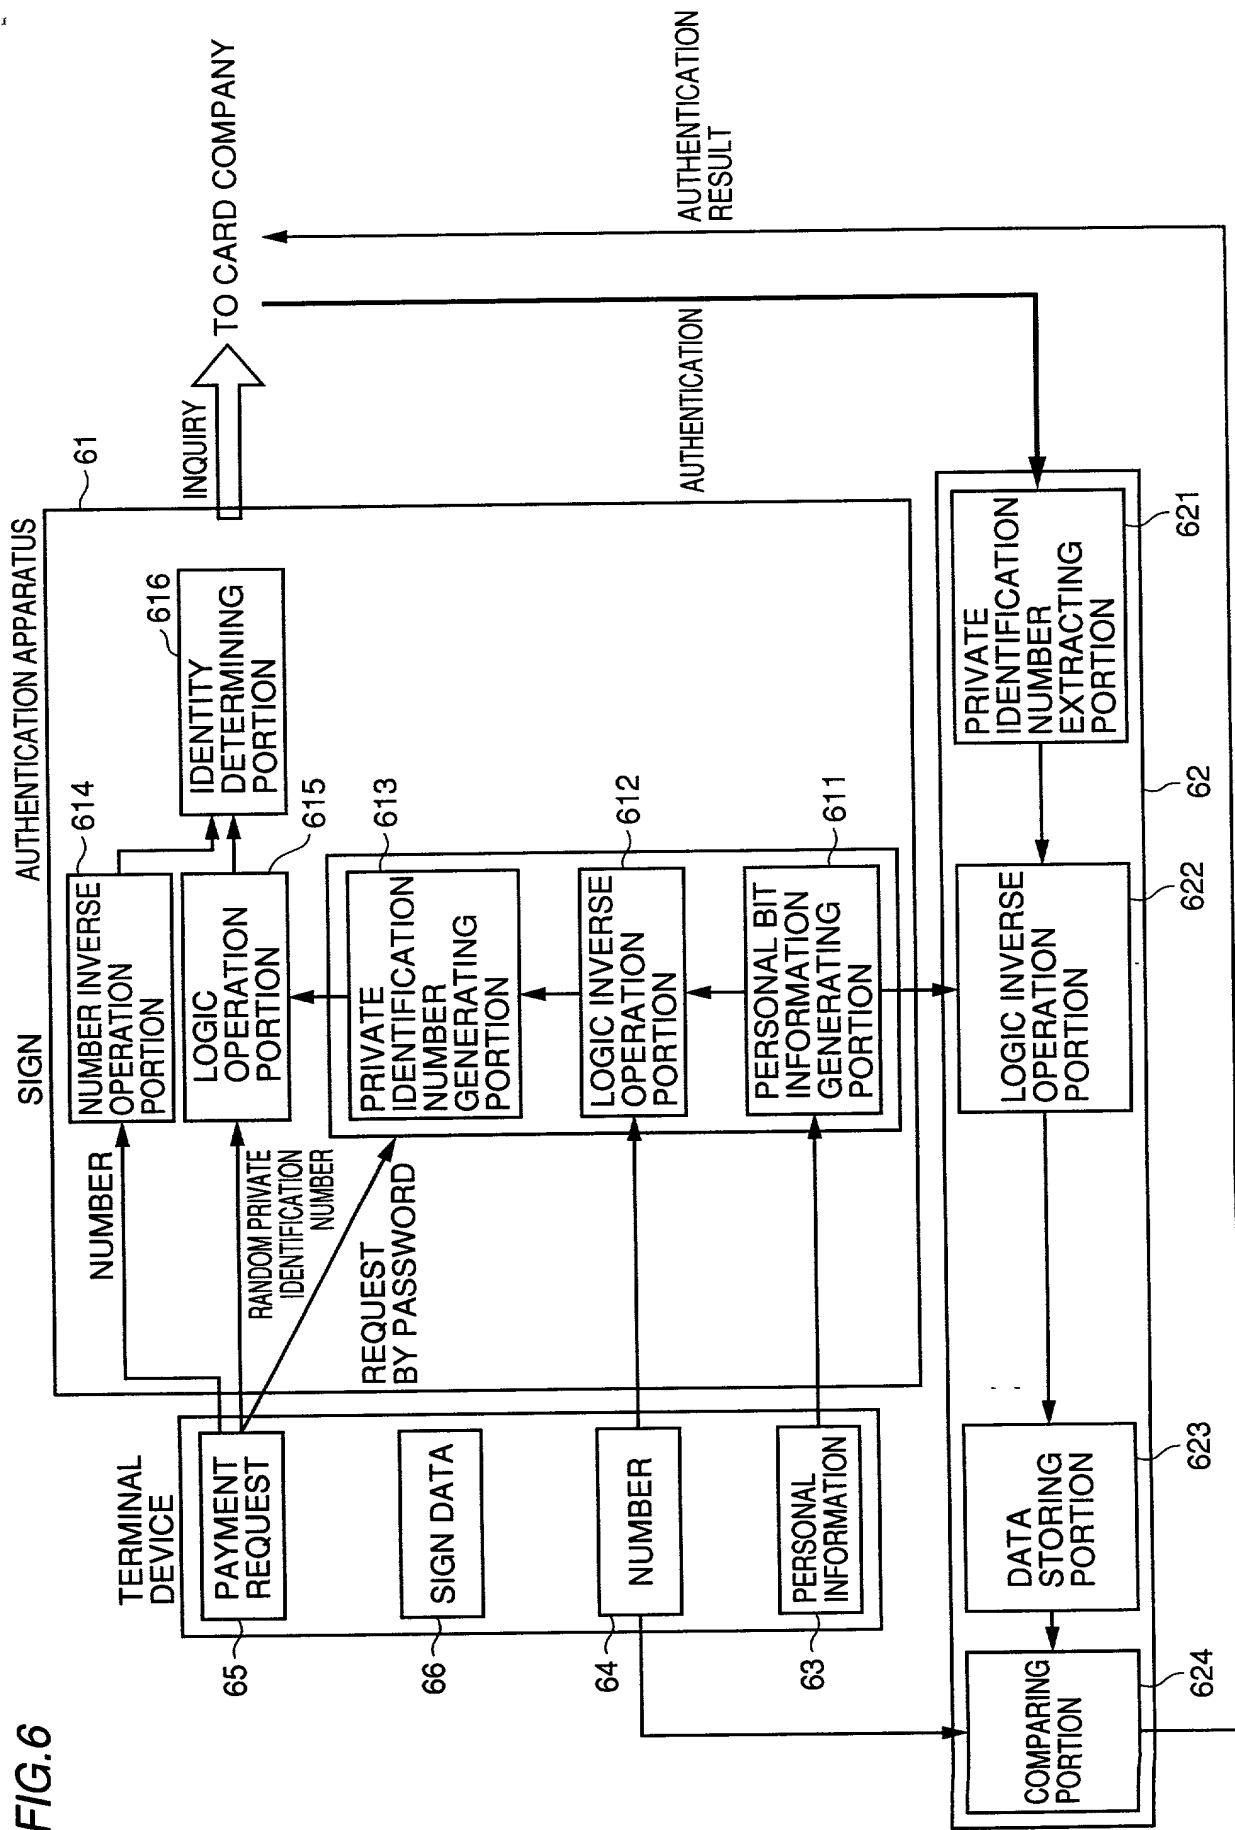 FIG.6
SIGN
AUTHENTICATION APPARATUS
TERMINAL
DEVICE
61
INQUIRY
TO CARD COMPANY
NUMBER
NUMBER INVERSE
OPERATION
PORTION
614
PAYMENT
REQUEST
65
RANDOM PRIVATE
IDENTIFICATION
NUMBER
LOGIC
OPERATION
PORTION
615
IDENTITY
DETERMINING
PORTION
616
REQUEST
BY PASSWORD
PRIVATE
IDENTIFICATION
NUMBER
GENERATING
PORTION
613
SIGN DATA
66
NUMBER
64
LOGIC INVERSE
OPERATION
PORTION
612
PERSONAL
INFORMATION
63
PERSONAL BIT
INFORMATION
GENERATING
PORTION
611
AUTHENTICATION
AUTHENTICATION
RESULT
COMPARING
PORTION
624
DATA
STORING
PORTION
623
LOGIC INVERSE
OPERATION
PORTION
622
62
PRIVATE
IDENTIFICATION
NUMBER
EXTRACTING
PORTION
621